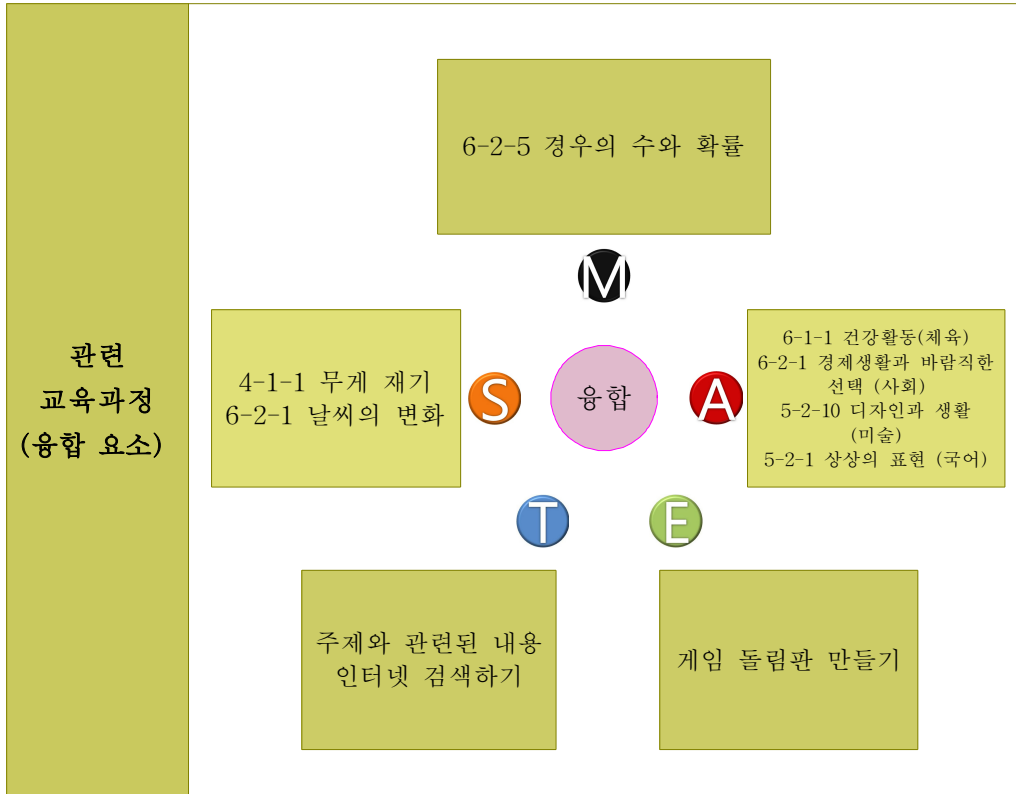 관련
교육과정
(융합 요소)
6-2-5 경우의 수와 확률
M
4-1-1 무게 재기
6-2-1 날씨의 변화
S
융합
A
6-1-1 건강활동(체육)
6-2-1 경제생활과 바람직한
선택 (사회)
5-2-10 디자인과 생활
(미술)
5-2-1 상상의 표현 (국어)
T
E
주제와 관련된 내용
인터넷 검색하기
게임 돌림판 만들기